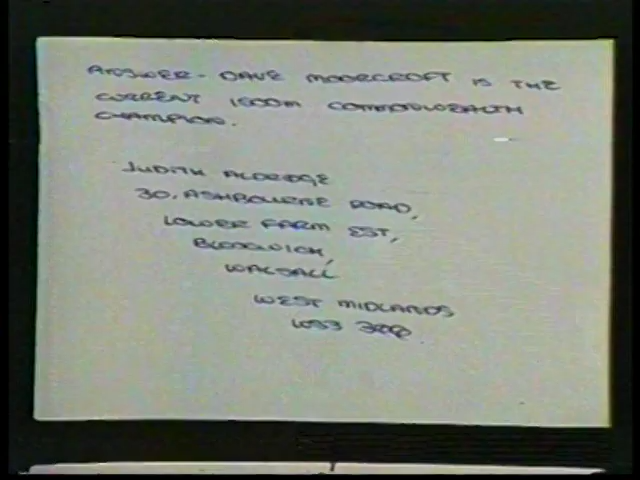 ANSWER - DAVE MOORCROFT IS THE
CURRENT 1500M COMMONWEALTH
CHAMPION.
JUDITH ALDRIDGE
30, ASHBOURNE ROAD,
LOWER FARM EST,
BLOXWICH,
WALSALL
WEST MIDLANDS
WS3